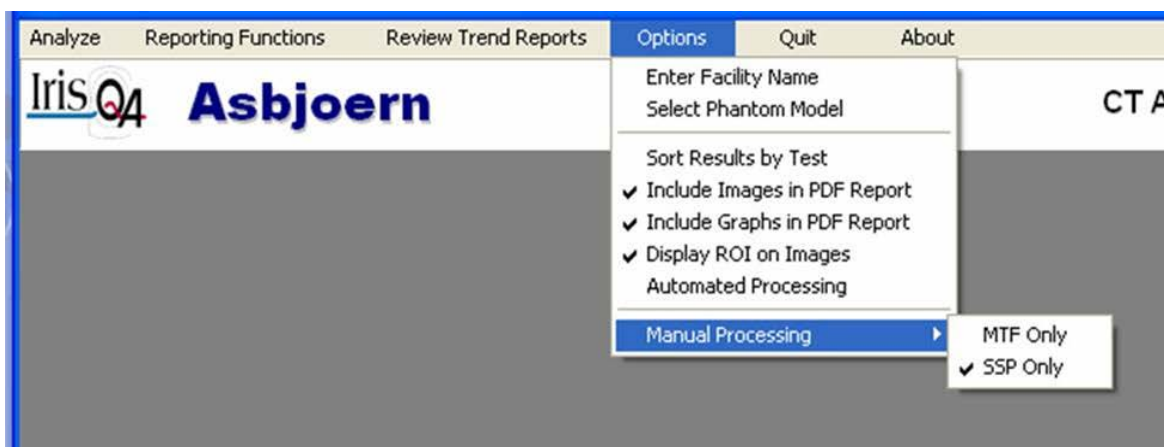 Analyze Reporting Functions Review Trend Reports Options Quit About
Iris QA Asbjoern CT A
Enter Facility Name
Select Phantom Model
Sort Results by Test
Include Images in PDF Report
Include Graphs in PDF Report
Display ROI on Images
Automated Processing
Manual Processing
MTF Only
SSP Only